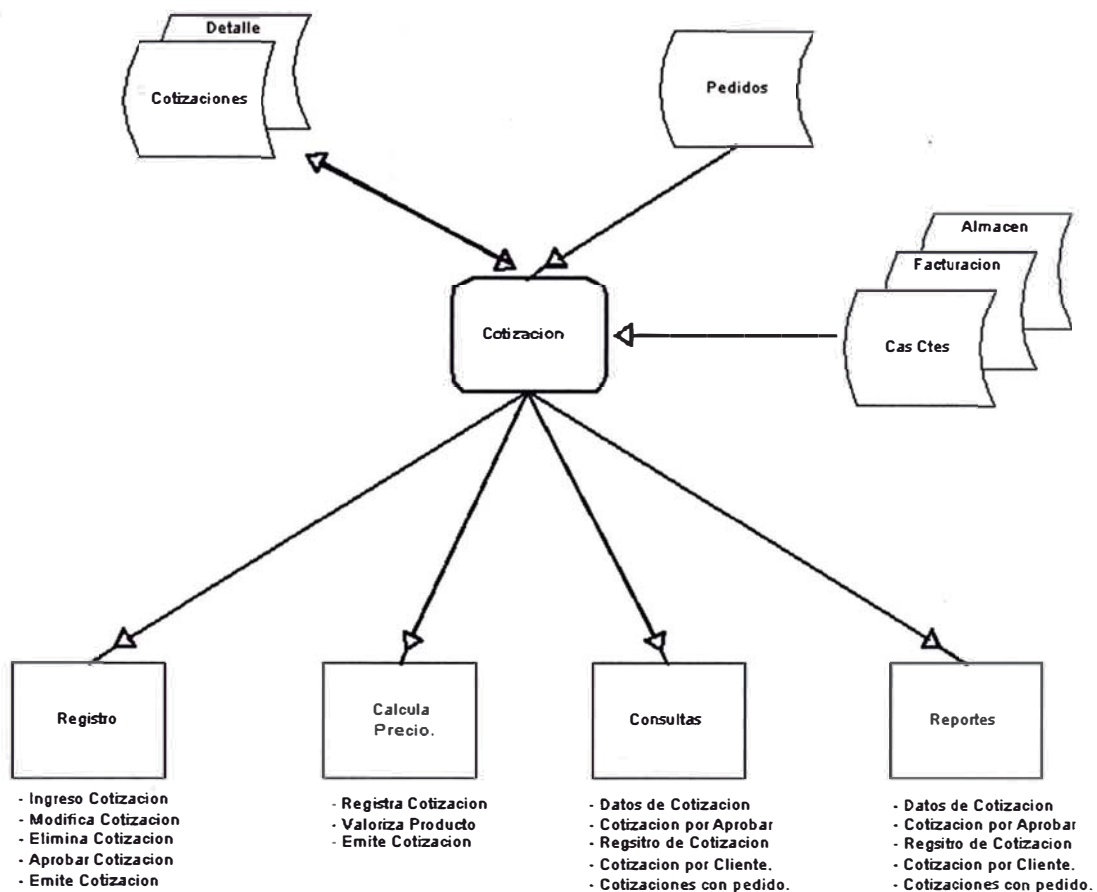 Detalle
Cotizaciones
Pedidos
Almacen
Facturacion
Cas Ctes
Cotizacion
Registro
- Ingreso Cotizacion
- Modifica Cotizacion
- Elimina Cotizacion
- Aprobar Cotizacion
- Emite Cotizacion
Calcula
Precio.
- Registra Cotizacion
- Valoriza Producto
- Emite Cotizacion
Consultas
- Datos de Cotizacion
- Cotizacion por Aprobar
- Regsitro de Cotizacion
- Cotizacion por Cliente.
- Cotizaciones con pedido.
Reportes
- Datos de Cotizacion
- Cotizacion por Aprobar
- Regsitro de Cotizacion
- Cotizacion por Cliente.
- Cotizaciones con pedido.